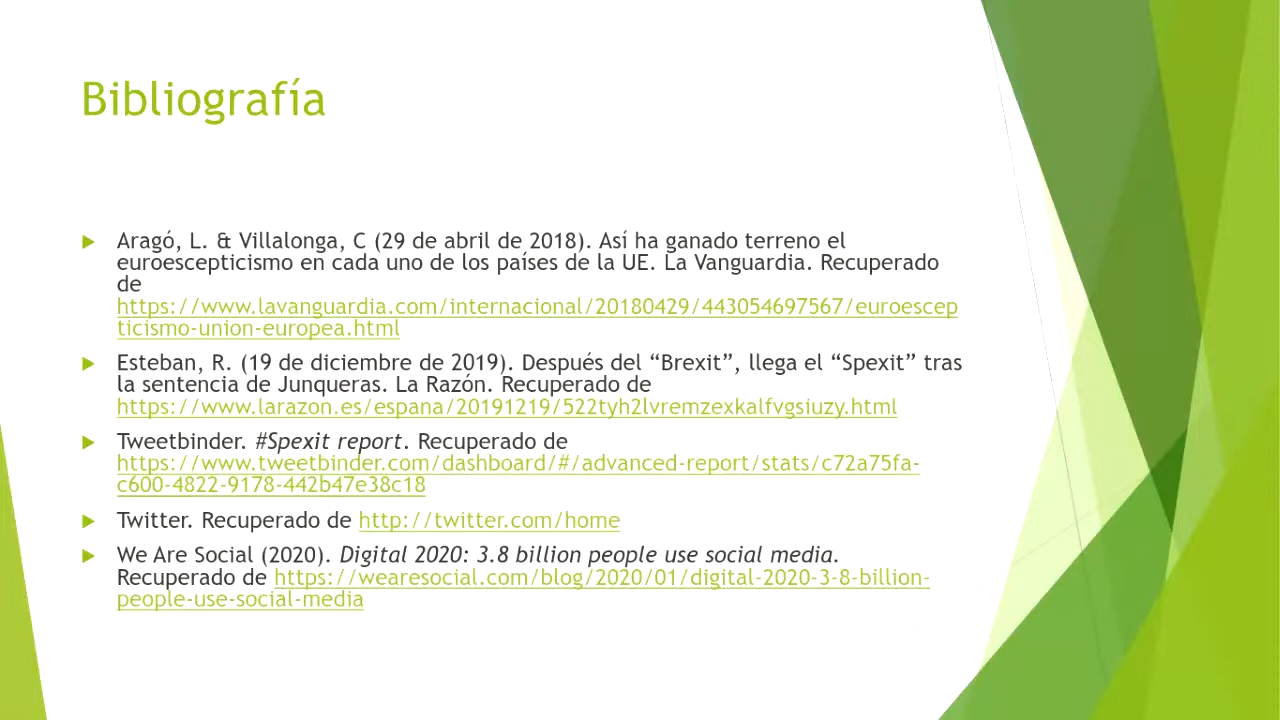 Bibliografía
Aragó, L. & Villalonga, C (29 de abril de 2018). Así ha ganado terreno el
euroescepticismo en cada uno de los países de la UE. La Vanguardia. Recuperado
de
https://www.lavanguardia.com/internacional/20180429/443054697567/euroescep
ticismo-union-europea.html
Esteban, R. (19 de diciembre de 2019). Después del “Brexit”, llega el “Spexit” tras
la sentencia de Junqueras. La Razón. Recuperado de
https://www.larazon.es/espana/20191219/522tyh2lvremzexkalfvgsiuzy.html
Tweetbinder. #Spexit report. Recuperado de
https://www.tweetbinder.com/dashboard/#/advanced-report/stats/c72a75fa-
c600-4822-9178-442b47e38c18
Twitter. Recuperado de http://twitter.com/home
We Are Social (2020). Digital 2020: 3.8 billion people use social media.
Recuperado de https://wearesocial.com/blog/2020/01/digital-2020-3-8-billion-
people-use-social-media